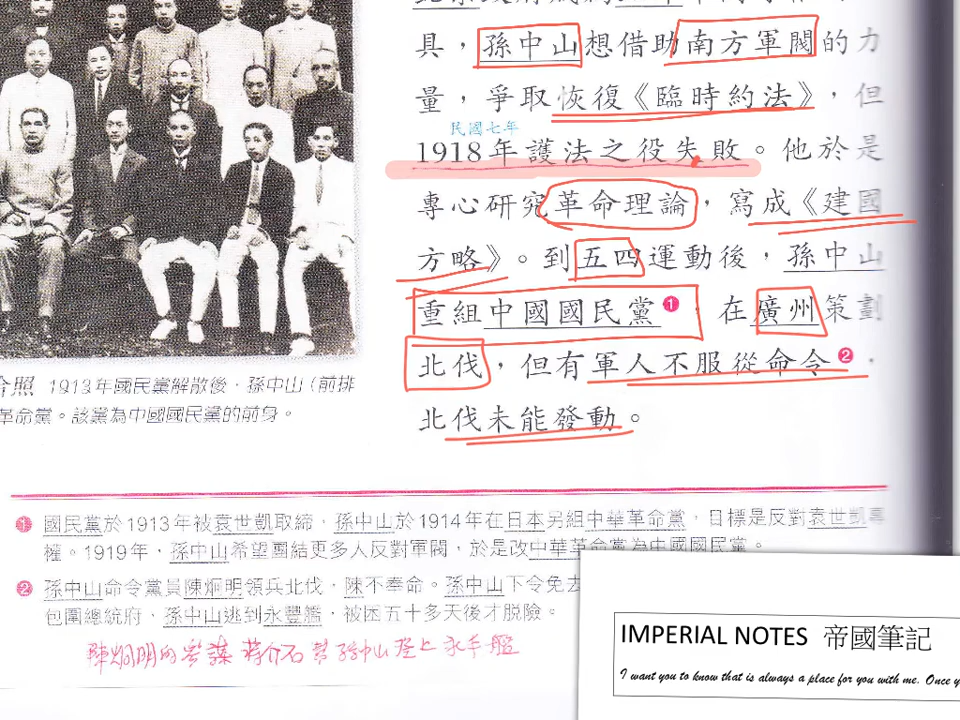 具，孫中山想借助南方軍閥的力
量，爭取恢復《臨時約法》，但
民國七年
1918年護法之役失敗。他於是
專心研究革命理論，寫成《建國
方略》。到五四運動後，孫中山
重組中國國民黨❶，在廣州策劃
北伐，但有軍人不服從命令❷，
北伐未能發動。
合照 1913年國民黨解散後，孫中山（前排
革命黨。該黨為中國國民黨的前身。
❶ 國民黨於1913年被袁世凱取締，孫中山於1914年在日本另組中華革命黨，目標是反對袁世凱專
權。1919年，孫中山希望團結更多人反對軍閥，於是改中華革命黨為中國國民黨。
❷ 孫中山命令黨員陳炯明領兵北伐，陳不奉命。孫中山下令免去
包圍總統府，孫中山逃到永豐艦，被困五十多天後才脫險。
陳炯明的 蔣介石 孫中山登上永丰艦
IMPERIAL NOTES 帝國筆記
I want you to know that is always a place for you with me. Once y